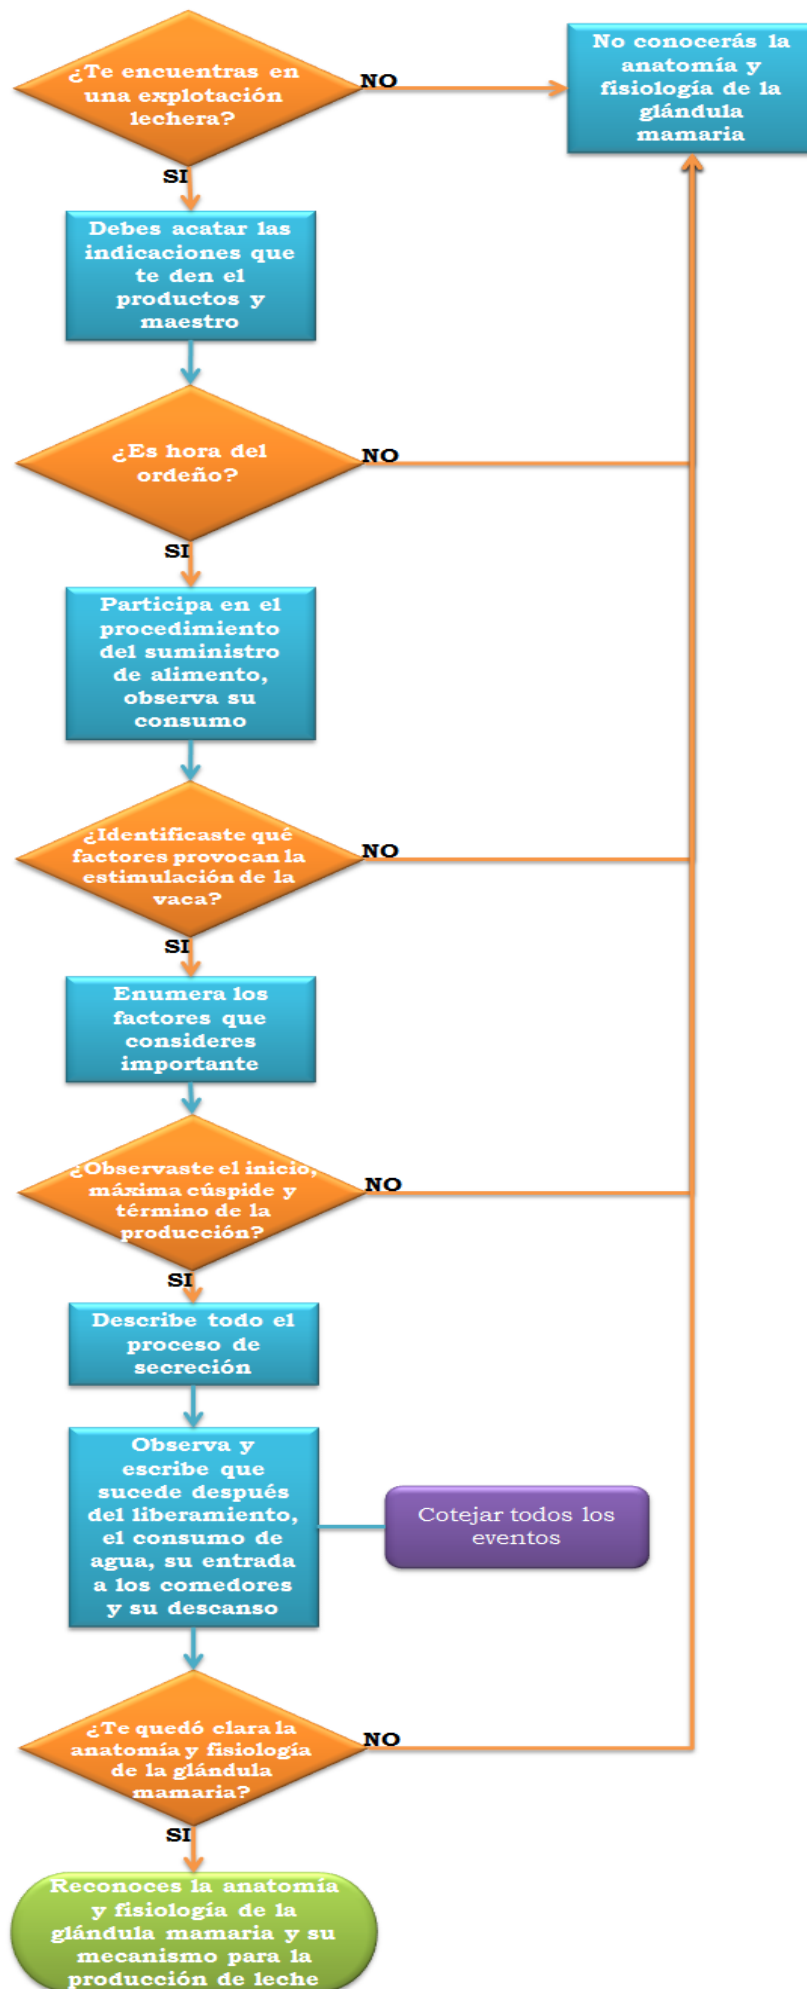 ¿Te encuentras en
una explotación
lechera?
NO
No conocerás la
anatomía y
fisiología de la
glándula
mamaria
SI
Debes acatar las
indicaciones que
te den el
productos y
maestro
¿Es hora del
ordeño?
NO
SI
Participa en el
procedimiento
del suministro
de alimento,
observa su
consumo
¿Identificaste qué
factores provocan la
estimulación de la
vaca?
NO
SI
Enumera los
factores que
consideres
importante
¿Observaste el inicio,
máxima cúspide y
término de la
producción?
NO
SI
Describe todo el
proceso de
secreción
Observa y
escribe que
sucede después
del liberamiento,
el consumo de
agua, su entrada
a los comedores
y su descanso
Cotejar todos los
eventos
¿Te quedó clara la
anatomía y fisiología
de la glándula
mamaria?
NO
SI
Reconoces la anatomía
y fisiología de la
glándula mamaria y su
mecanismo para la
producción de leche